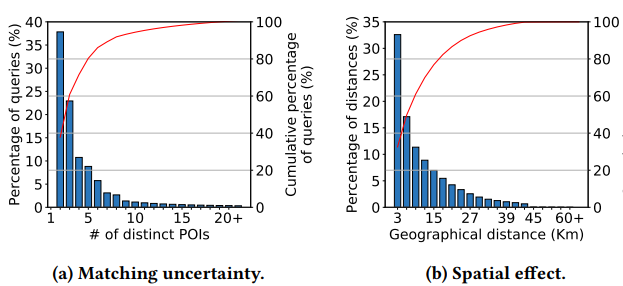 40
35
30
25
20
15
10
5
0
Percentage of queries (%)
1 5 10 15 20+
# of distinct POIs
100
80
60
40
20
0
Cumulative percentage
of queries (%)
(a) Matching uncertainty.
35
30
25
20
15
10
5
0
Percentage of distances (%)
3 15 27 39 45 60+
Geographical distance (Km)
100
80
60
40
20
0
(b) Spatial effect.